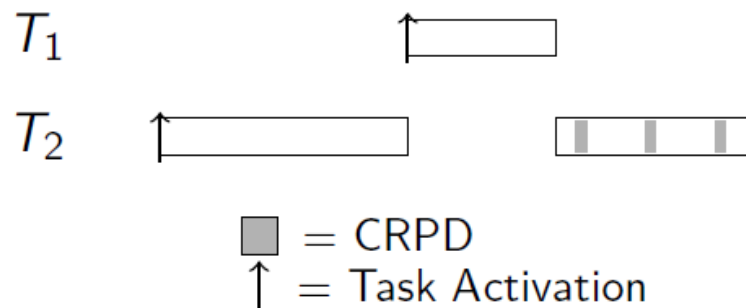 T₁
T₂
= CRPD
= Task Activation